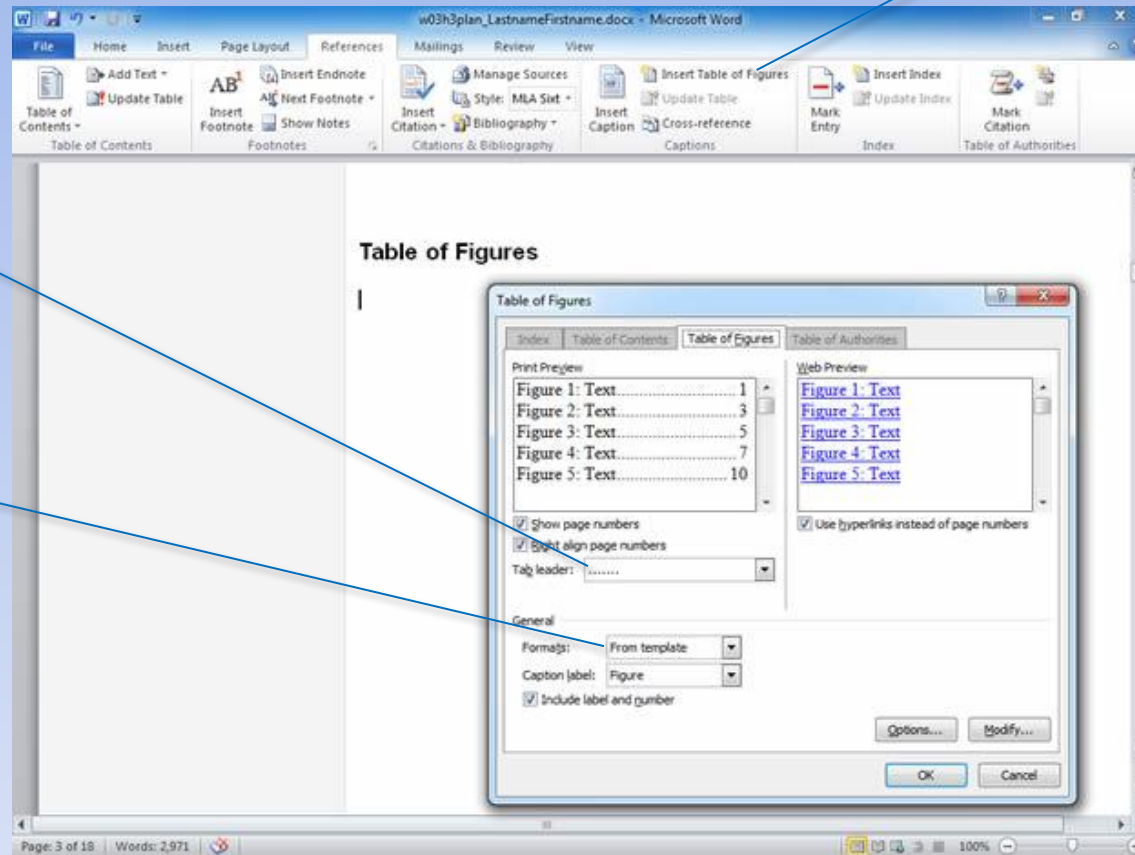 w03h3plan_LastnameFirstname.docx - Microsoft Word
File Home Insert Page Layout References Mailings Review View
Table of Contents
Add Text
Update Table
Table of Contents
AB1
Insert Footnote
Insert Endnote
Next Footnote
Show Notes
Footnotes
Insert Citation
Manage Sources
Style: MLA Sixt
Bibliography
Citations & Bibliography
Insert Caption
Insert Table of Figures
Update Table
Cross-reference
Captions
Mark Entry
Insert Index
Update Index
Index
Mark Citation
Table of Authorities
Table of Figures
Table of Figures
Index Table of Contents Table of Figures Table of Authorities
Print Preview
Figure 1: Text.......................... 1
Figure 2: Text.......................... 3
Figure 3: Text.......................... 5
Figure 4: Text.......................... 7
Figure 5: Text........................ 10
Web Preview
Figure 1: Text
Figure 2: Text
Figure 3: Text
Figure 4: Text
Figure 5: Text
Show page numbers
Right align page numbers
Tab leader: .......
Use hyperlinks instead of page numbers
General
Formats: From template
Caption label: Figure
Include label and number
Options... Modify...
OK Cancel
Page: 3 of 18 Words: 2,971 100%